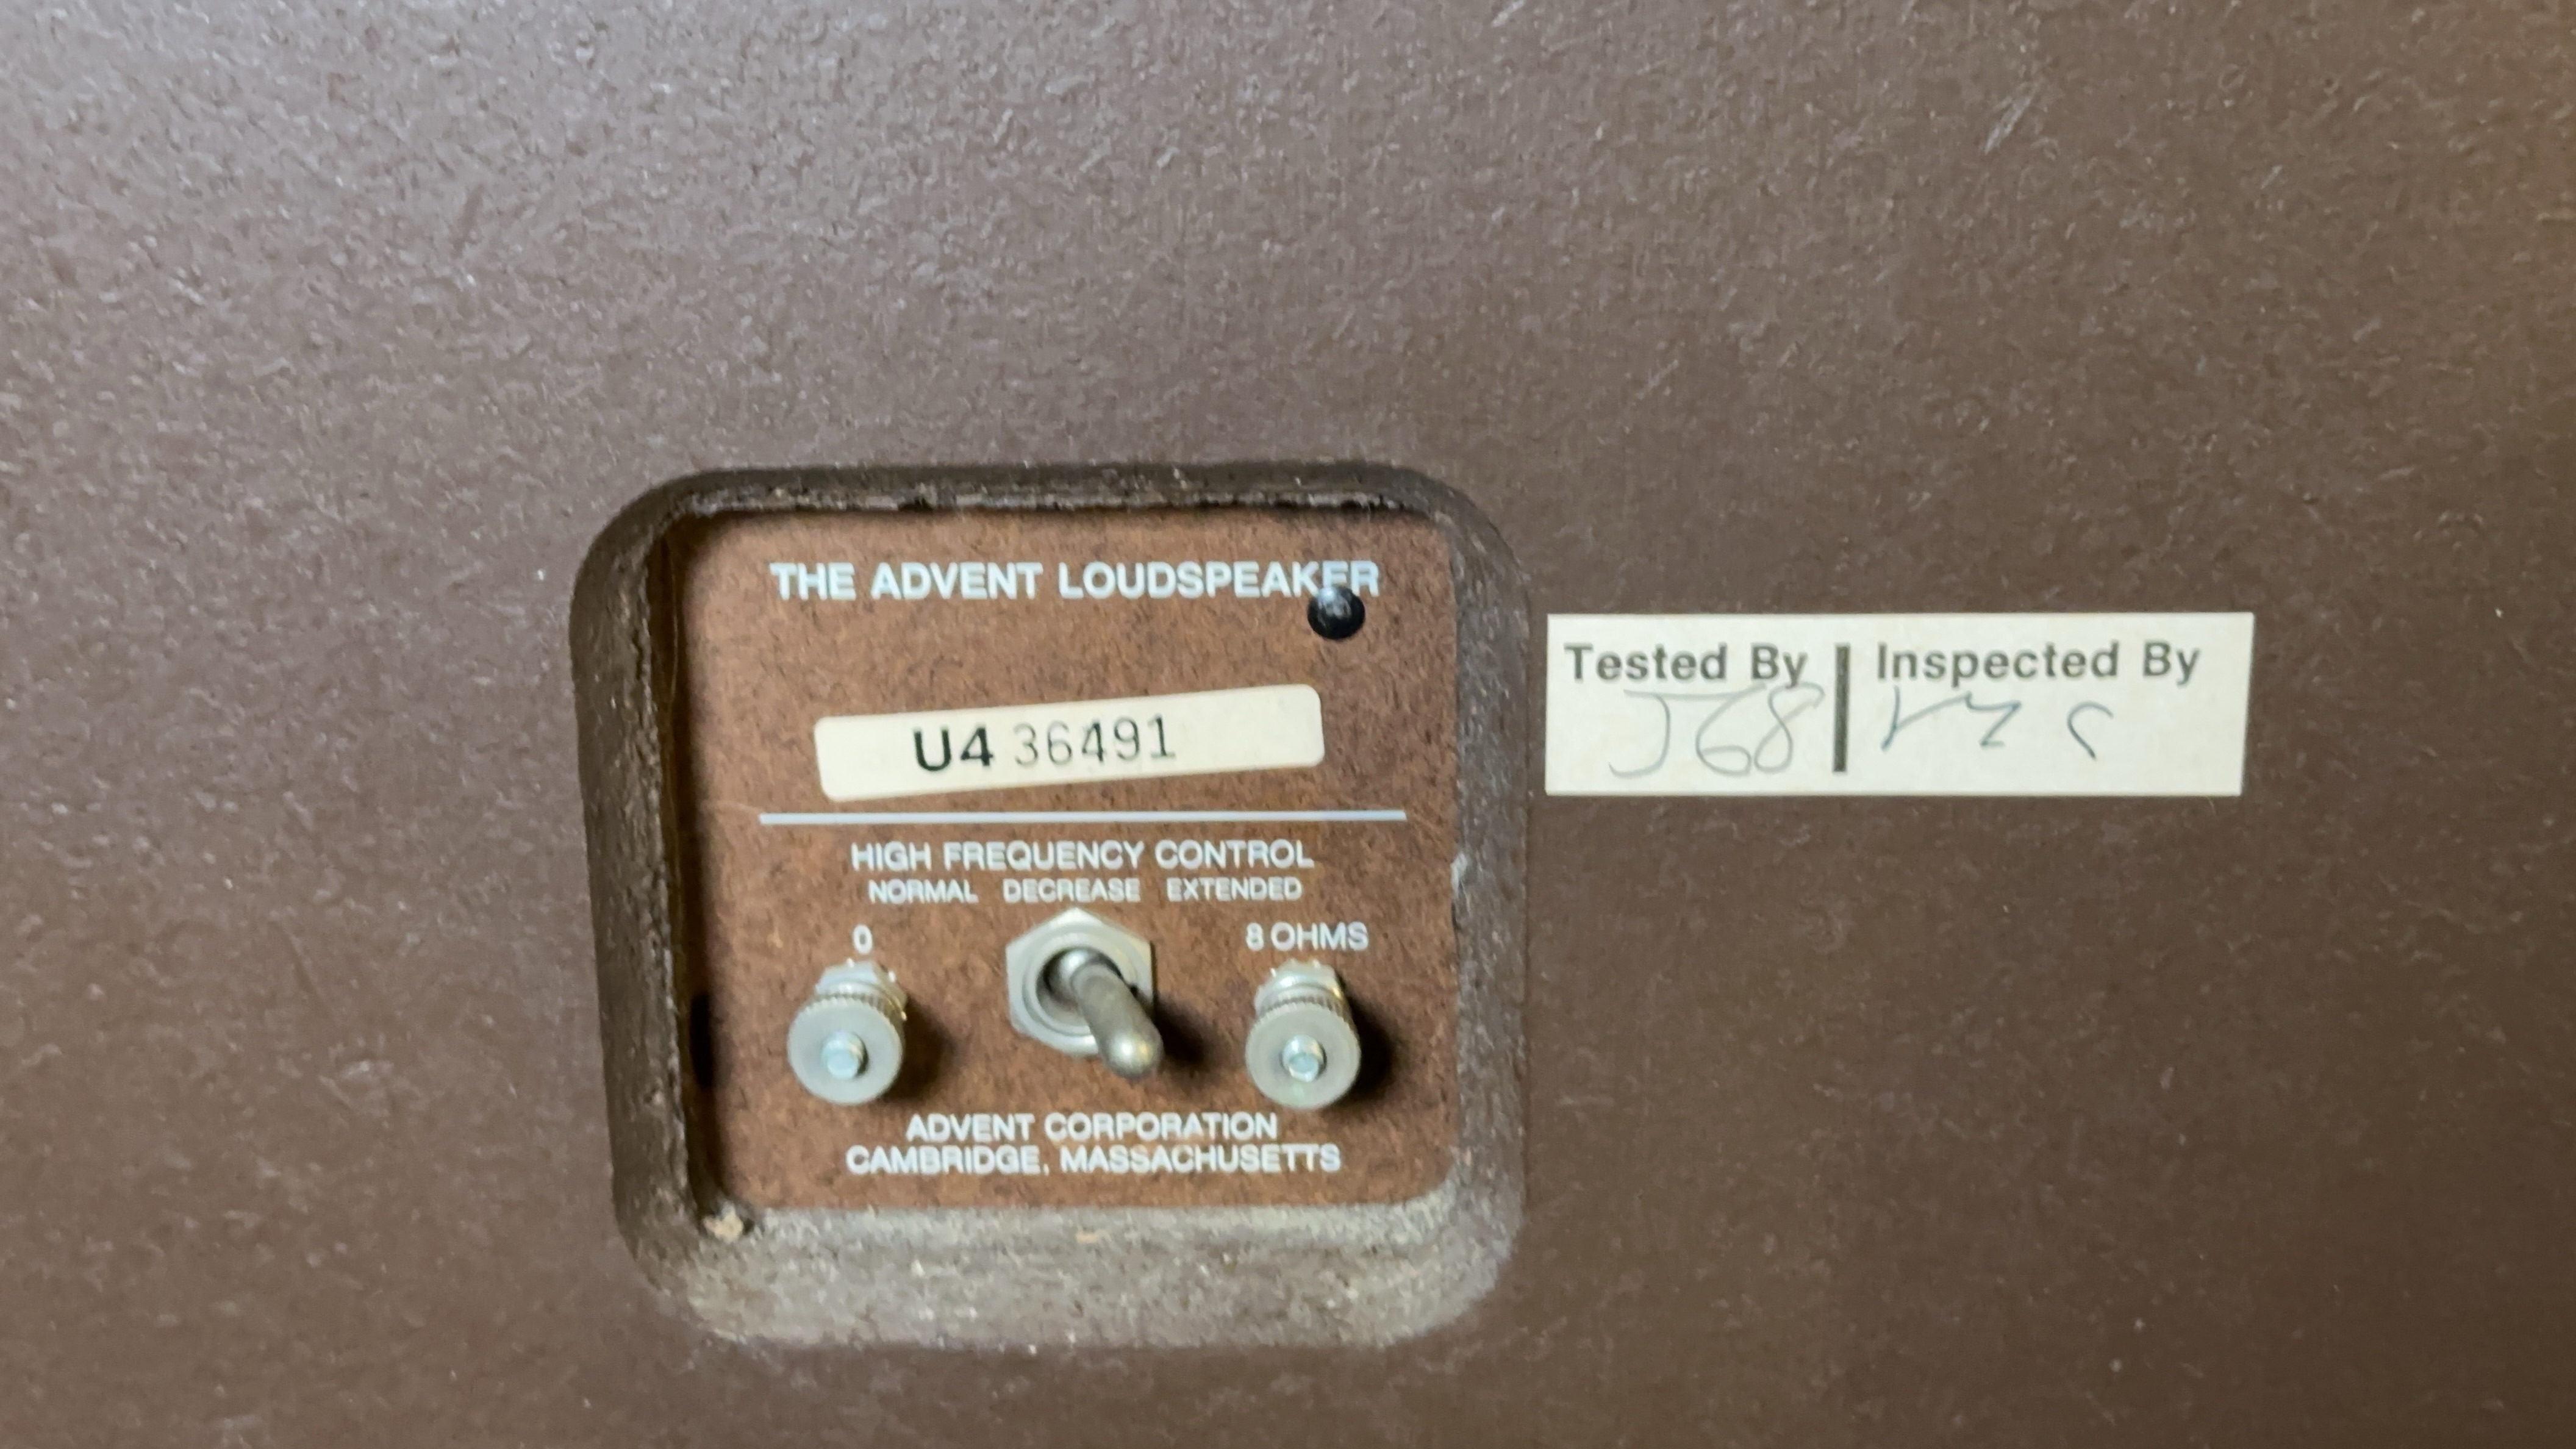 THE ADVENT LOUDSPEAKER
U4 36491
HIGH FREQUENCY CONTROL
NORMAL DECREASE EXTENDED
0 8 OHMS
ADVENT CORPORATION
CAMBRIDGE, MASSACHUSETTS
Tested By Inspected By
J68